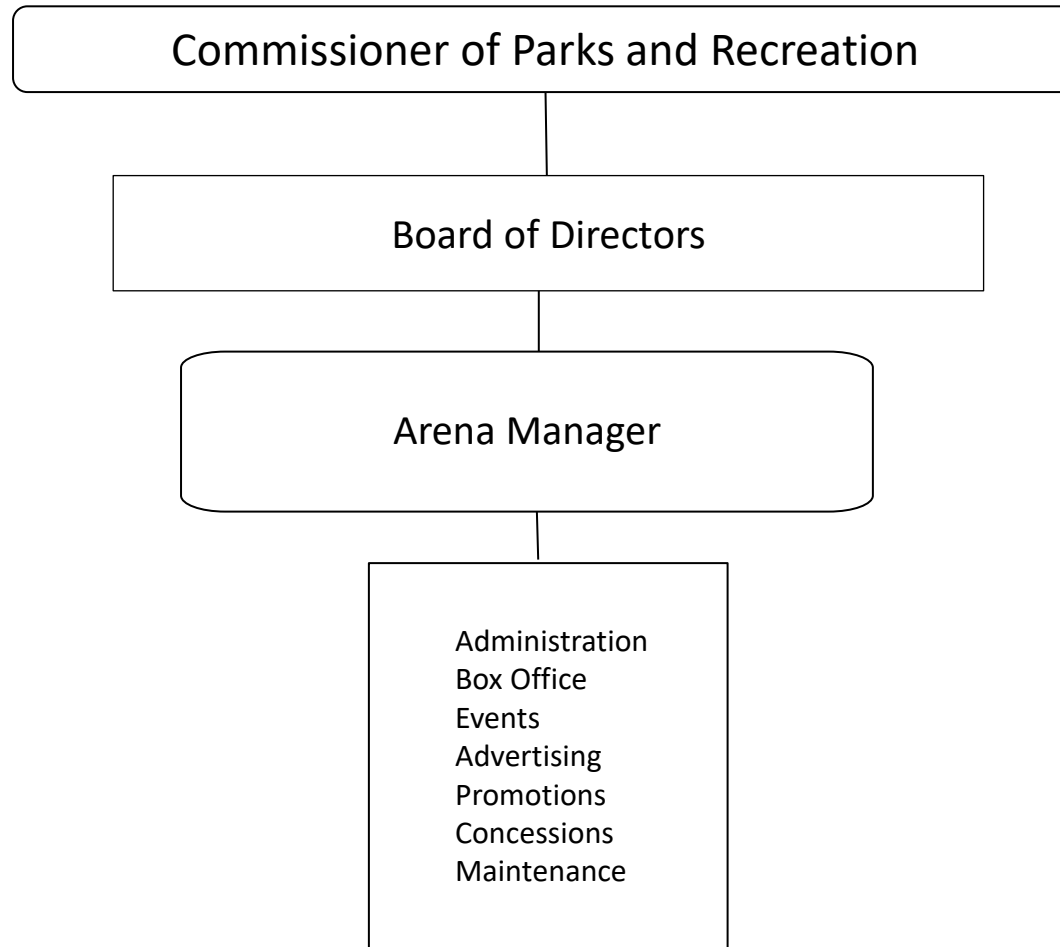 Commissioner of Parks and Recreation
Board of Directors
Arena Manager
Administration
Box Office
Events
Advertising
Promotions
Concessions
Maintenance